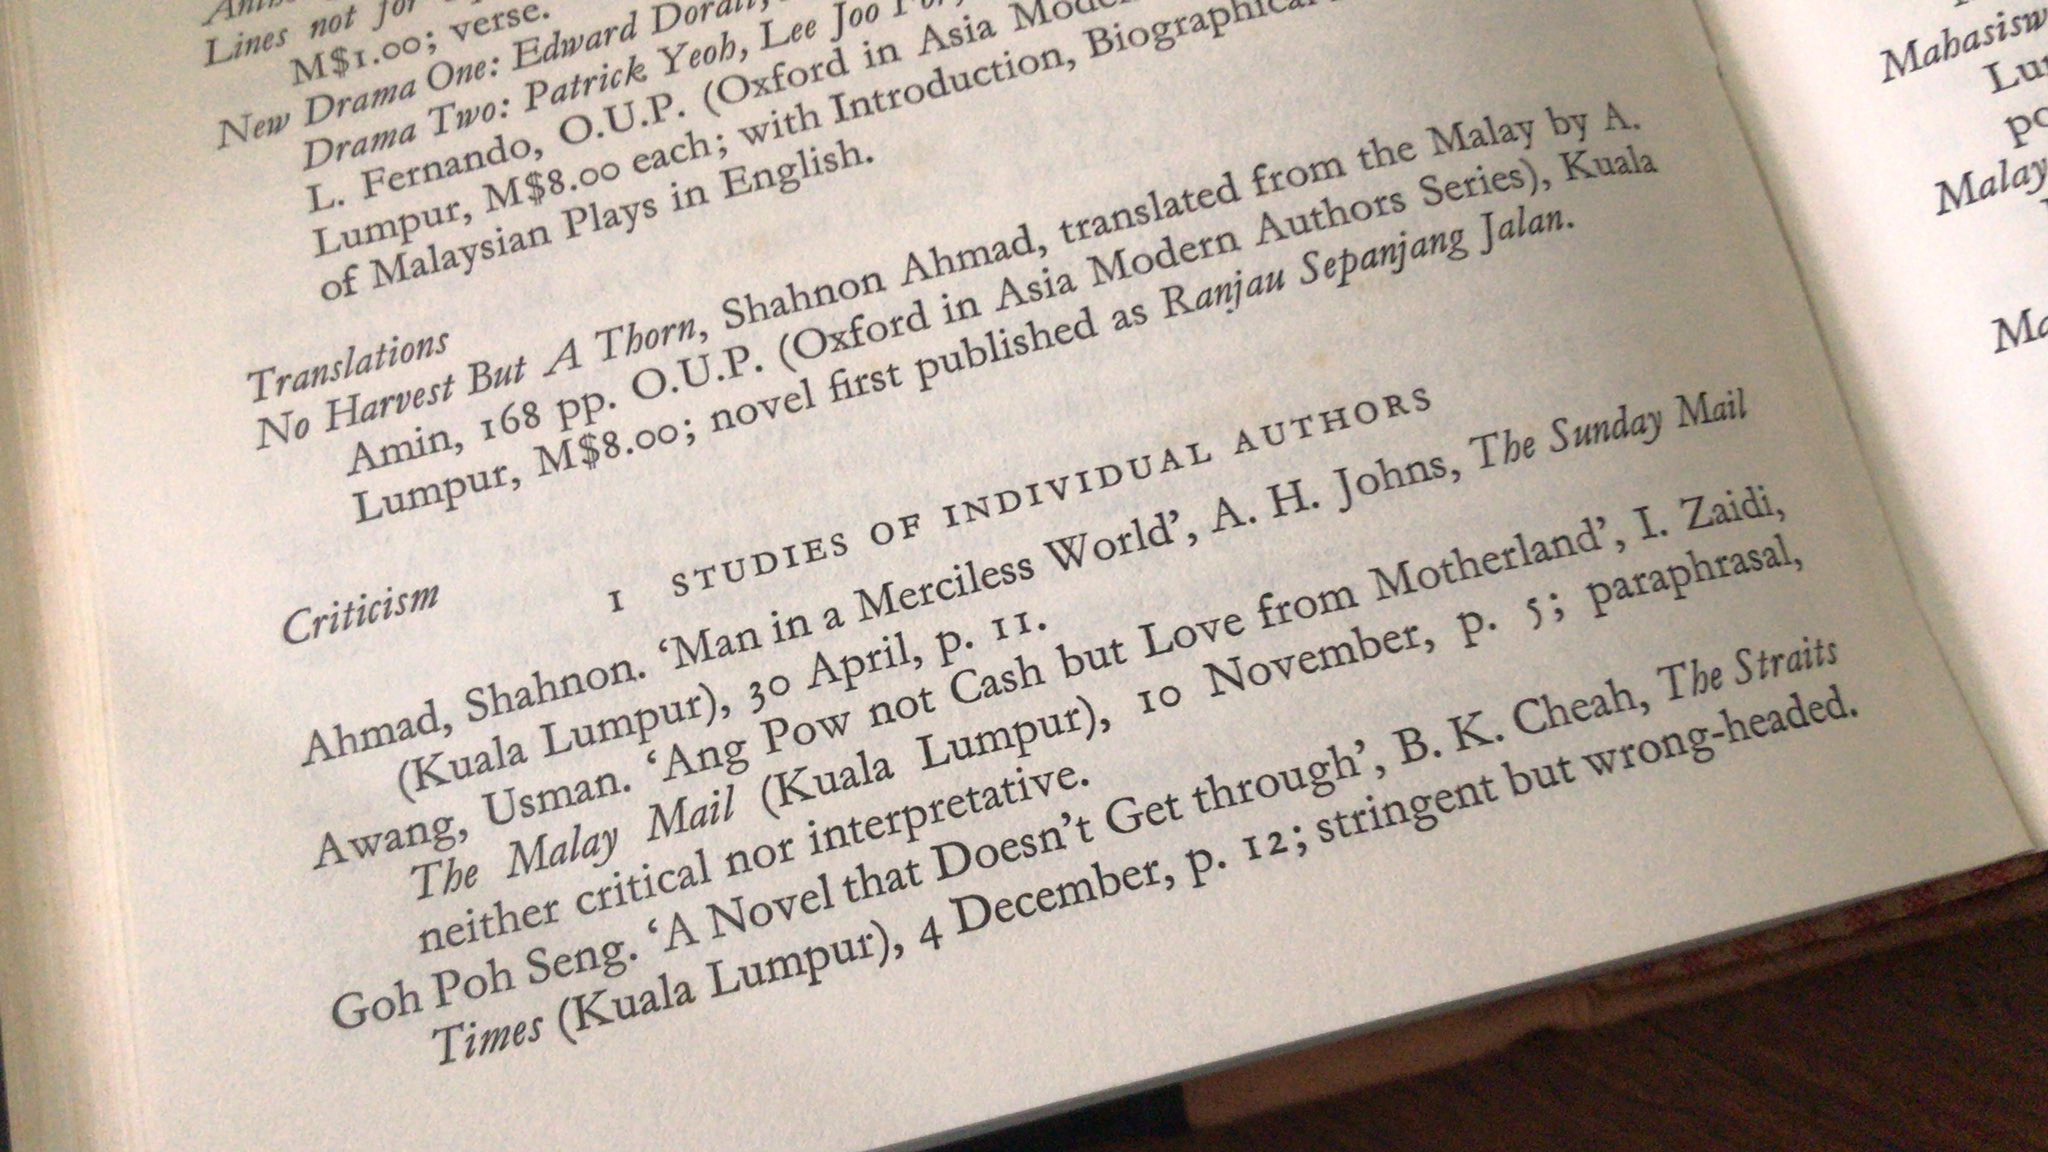 Lines not for
M$1.00; verse.
New Drama One: Edward Dorall,
Drama Two: Patrick Yeoh, Lee Joo
L. Fernando, O.U.P. (Oxford in Asia
Lumpur, M$8.00 each; with Introduction, Biographical
of Malaysian Plays in English.
Translations
No Harvest But A Thorn, Shahnon Ahmad, translated from the Malay by A.
Amin, 168 pp. O.U.P. (Oxford in Asia Modern Authors Series), Kuala
Lumpur, M$8.00; novel first published as Ranjau Sepanjang Jalan.
Criticism 1 STUDIES OF INDIVIDUAL AUTHORS
Ahmad, Shahnon. ‘Man in a Merciless World’, A. H. Johns, The Sunday Mail
(Kuala Lumpur), 30 April, p. 11.
Awang, Usman. ‘Ang Pow not Cash but Love from Motherland’, I. Zaidi,
The Malay Mail (Kuala Lumpur), 10 November, p. 5; paraphrasal,
neither critical nor interpretative.
Goh Poh Seng. ‘A Novel that Doesn’t Get through’, B. K. Cheah, The Straits
Times (Kuala Lumpur), 4 December, p. 12; stringent but wrong-headed.